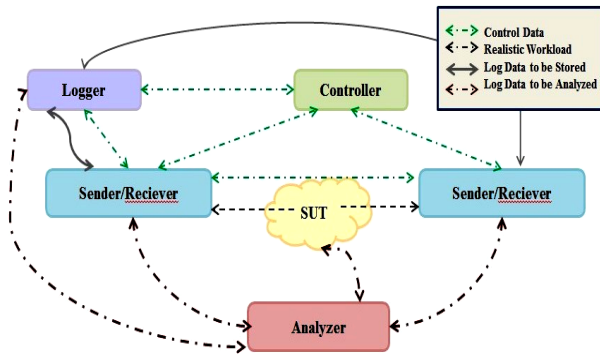 Control Data
Realistic Workload
Log Data to be Stored
Log Data to be Analyzed
Logger
Controller
Sender/Reciever
Sender/Reciever
SUT
Analyzer